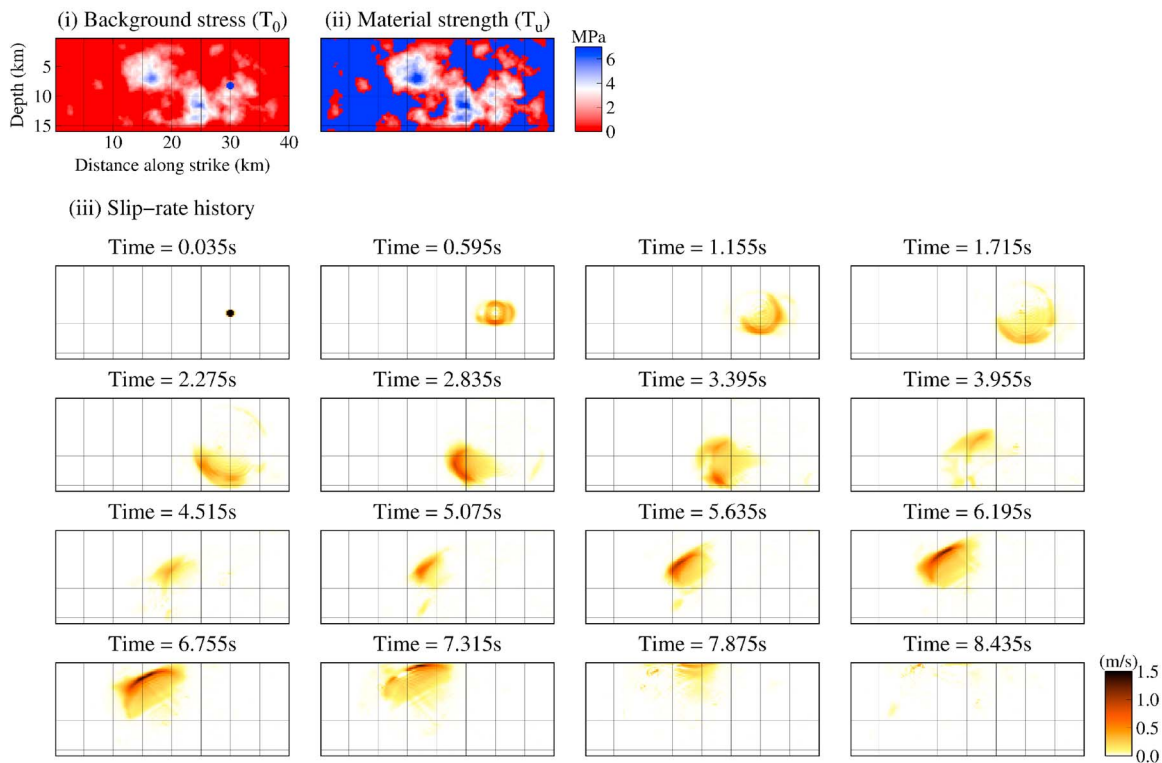 (i) Background stress (T0) (ii) Material strength (Tu)
MPa
Depth (km)
5
10
15
10 20 30 40
Distance along strike (km)
6
4
2
0
(iii) Slip−rate history
Time = 0.035s Time = 0.595s Time = 1.155s Time = 1.715s
Time = 2.275s Time = 2.835s Time = 3.395s Time = 3.955s
Time = 4.515s Time = 5.075s Time = 5.635s Time = 6.195s
Time = 6.755s Time = 7.315s Time = 7.875s Time = 8.435s
(m/s)
1.5
1.0
0.5
0.0